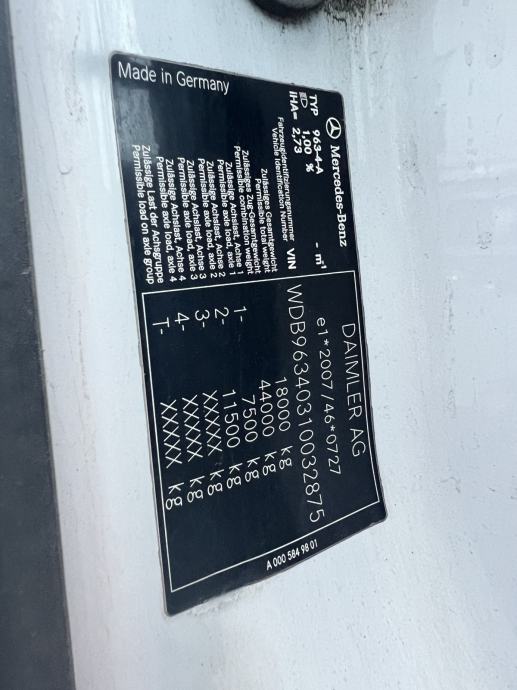 Mercedes-Benz DAIMLER AG
TYP 963-4-A - m⁻¹ e1*2007/46*0727
1,00 %
IHA= 2,73
Fahrzeugidentifizierungsnummer
Vehicle Identification Number VIN WDB96340310032875
Zulässiges Gesamtgewicht
Permissible total weight 18000 kg
Zulässiges Zug-Gesamtgewicht
Permissible combination weight 44000 kg
Zulässige Achslast, Achse 1
Permissible axle load, axle 1 1- 7500 kg
Zulässige Achslast, Achse 2
Permissible axle load, axle 2 2- 11500 kg
Zulässige Achslast, Achse 3
Permissible axle load, axle 3 3- XXXXX kg
Zulässige Achslast, Achse 4
Permissible axle load, axle 4 4- XXXXX kg
Zulässige Last der Achsgruppe
Permissible load on axle group T- XXXXX kg
Made in Germany
A 000 584 98 01